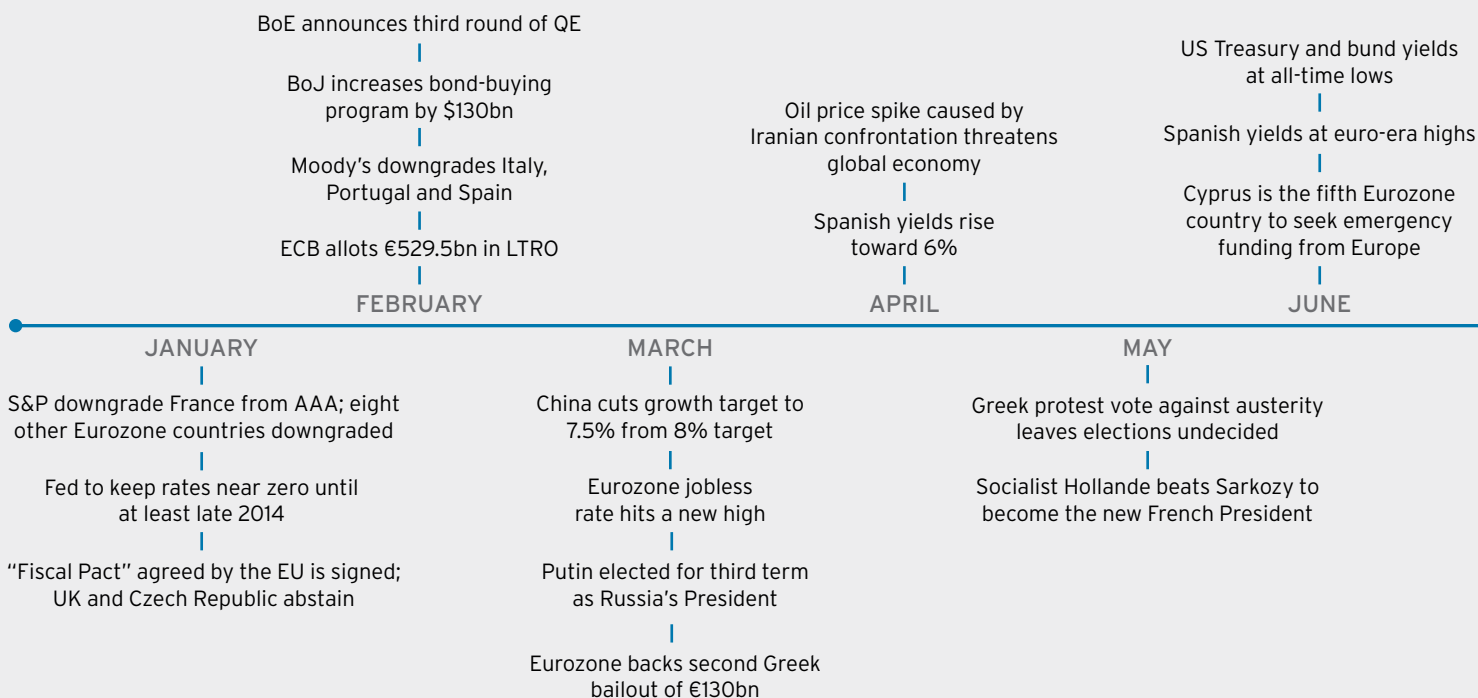 BoE announces third round of QE
BoJ increases bond-buying
program by $130bn
Moody’s downgrades Italy,
Portugal and Spain
ECB allots €529.5bn in LTRO
FEBRUARY
Oil price spike caused by
Iranian confrontation threatens
global economy
Spanish yields rise
toward 6%
APRIL
US Treasury and bund yields
at all-time lows
Spanish yields at euro-era highs
Cyprus is the fifth Eurozone
country to seek emergency
funding from Europe
JUNE
JANUARY
S&P downgrade France from AAA; eight
other Eurozone countries downgraded
Fed to keep rates near zero until
at least late 2014
“Fiscal Pact” agreed by the EU is signed;
UK and Czech Republic abstain
MARCH
China cuts growth target to
7.5% from 8% target
Eurozone jobless
rate hits a new high
Putin elected for third term
as Russia’s President
Eurozone backs second Greek
bailout of €130bn
MAY
Greek protest vote against austerity
leaves elections undecided
Socialist Hollande beats Sarkozy to
become the new French President